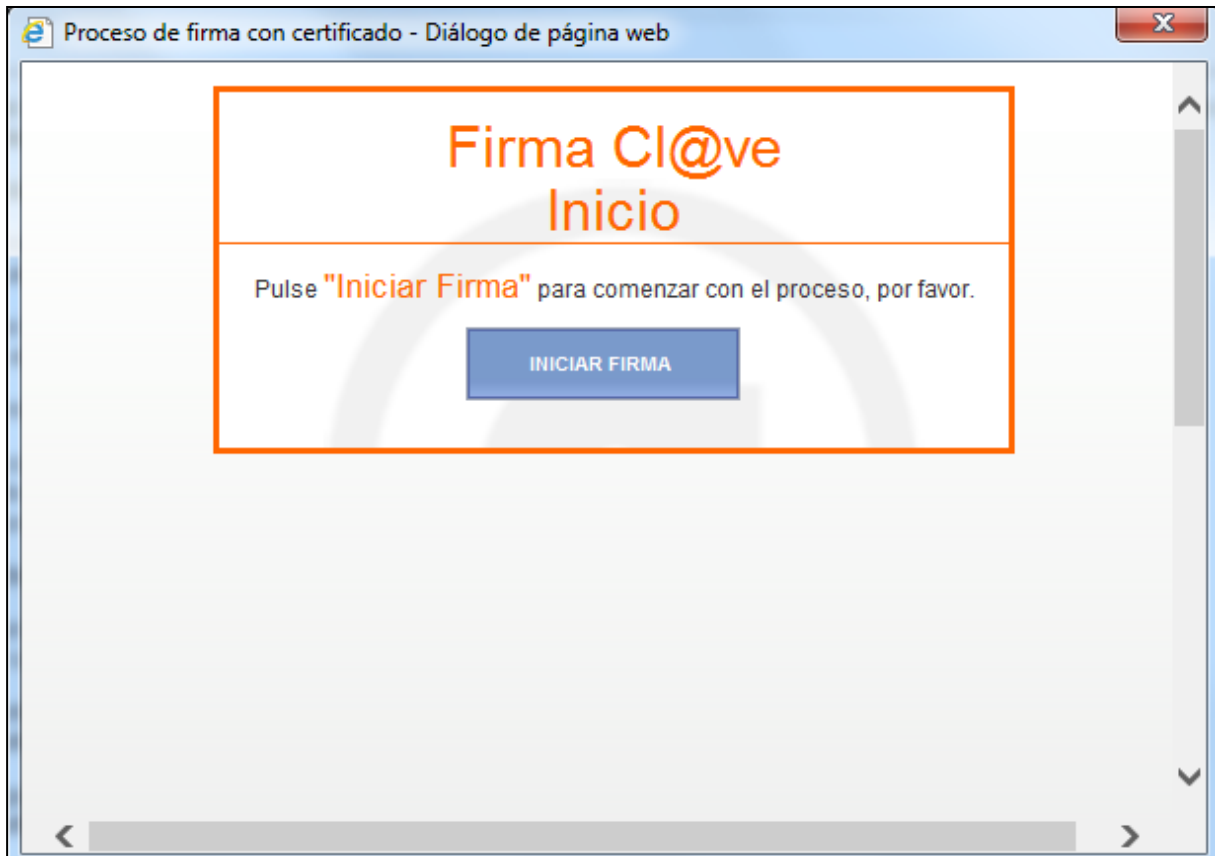 Proceso de firma con certificado - Diálogo de página web
Firma Cl@ve
Inicio
Pulse "Iniciar Firma" para comenzar con el proceso, por favor.
INICIAR FIRMA